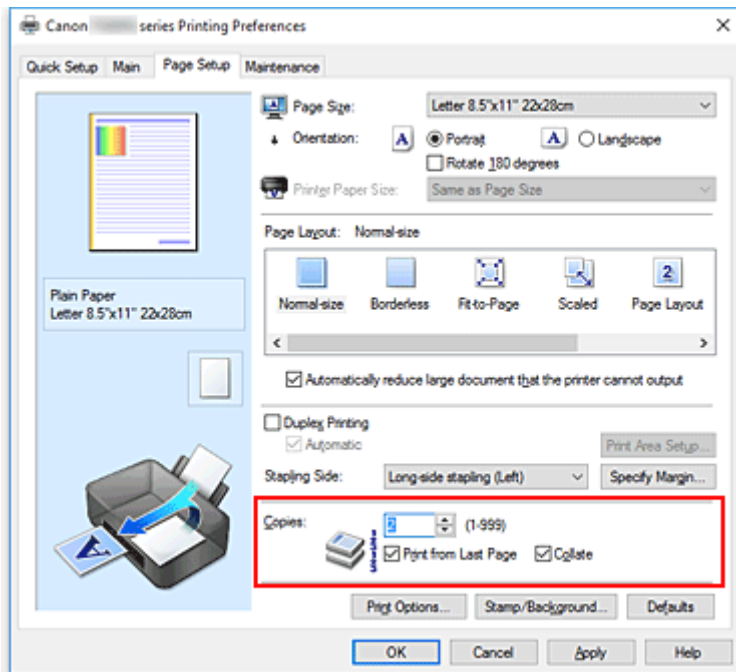 Canon series Printing Preferences
Quick Setup Main Page Setup Maintenance
Page Size: Letter 8.5"x11" 22x28cm
Orientation: A Portrait A Landscape
Rotate 180 degrees
Printer Paper Size: Same as Page Size
Page Layout: Normal-size
Normal-size Borderless Fit-to-Page Scaled Page Layout
Plain Paper
Letter 8.5"x11" 22x28cm
Automatically reduce large document that the printer cannot output
Duplex Printing
Automatic Print Area Setup...
Stapling Side: Long-side stapling (Left) Specify Margin...
Copies: 2 (1-999)
Print from Last Page Collate
Print Options... Stamp/Background... Defaults
OK Cancel Apply Help